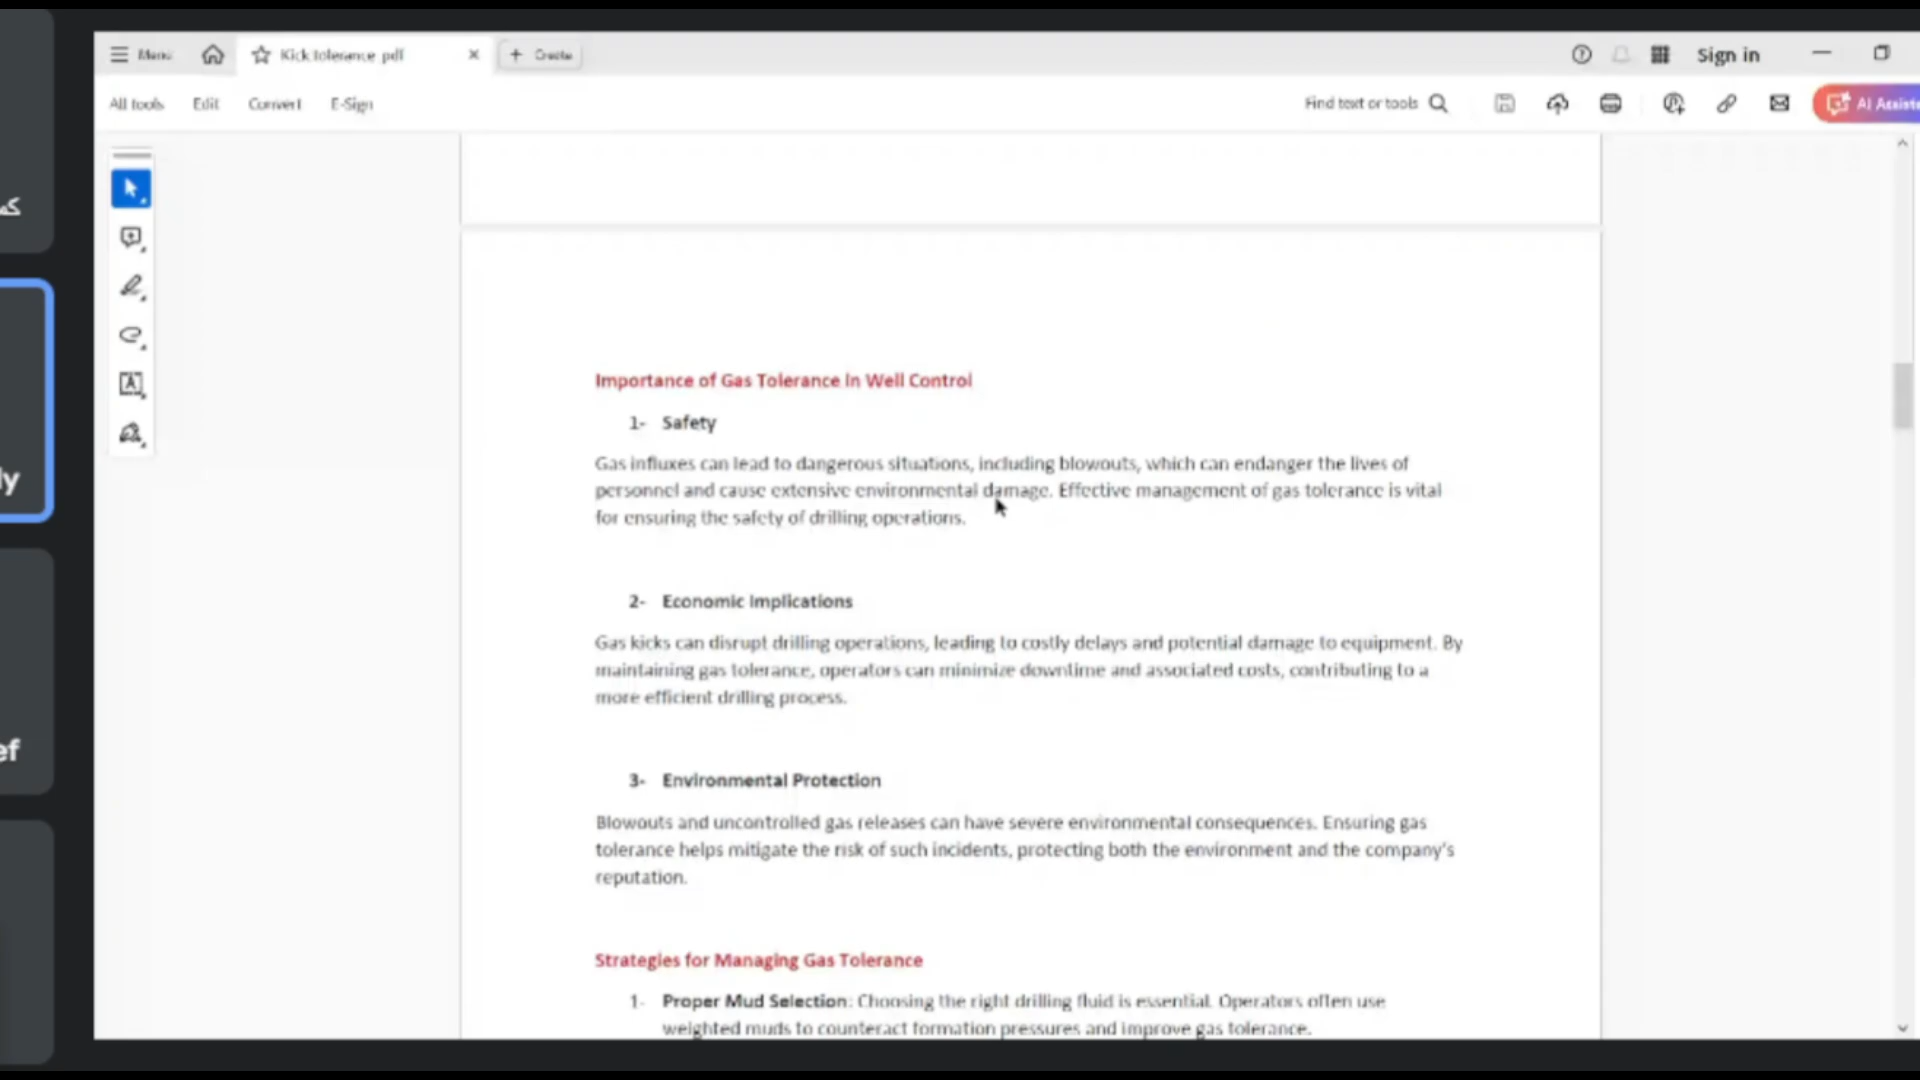 Menu
Kick tolerance.pdf
Create
Sign in
All tools
Edit
Convert
E-Sign
Find text or tools
AI Assist
Importance of Gas Tolerance in Well Control
1- Safety
Gas influxes can lead to dangerous situations, including blowouts, which can endanger the lives of
personnel and cause extensive environmental damage. Effective management of gas tolerance is vital
for ensuring the safety of drilling operations.
2- Economic Implications
Gas kicks can disrupt drilling operations, leading to costly delays and potential damage to equipment. By
maintaining gas tolerance, operators can minimize downtime and associated costs, contributing to a
more efficient drilling process.
3- Environmental Protection
Blowouts and uncontrolled gas releases can have severe environmental consequences. Ensuring gas
tolerance helps mitigate the risk of such incidents, protecting both the environment and the company's
reputation.
Strategies for Managing Gas Tolerance
1- Proper Mud Selection: Choosing the right drilling fluid is essential. Operators often use
weighted muds to counteract formation pressures and improve gas tolerance.
ly
ef